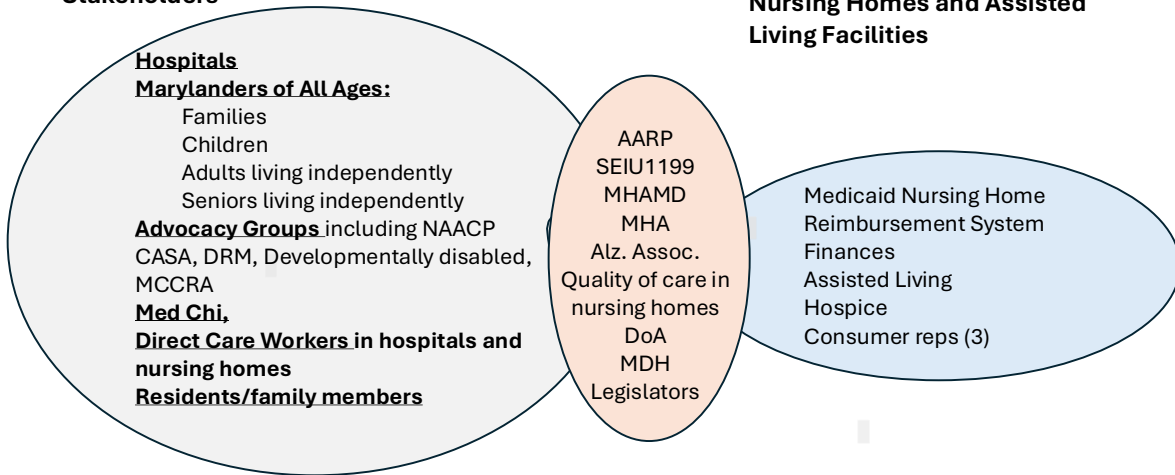 Stakeholders
Nursing Homes and Assisted
Living Facilities
Hospitals
Marylanders of All Ages:
Families
Children
Adults living independently
Seniors living independently
Advocacy Groups including NAACP
CASA, DRM, Developmentally disabled,
MCCRA
Med Chi,
Direct Care Workers in hospitals and
nursing homes
Residents/family members
AARP
SEIU1199
MHAMD
MHA
Alz. Assoc.
Quality of care in
nursing homes
DoA
MDH
Legislators
Medicaid Nursing Home
Reimbursement System
Finances
Assisted Living
Hospice
Consumer reps (3)